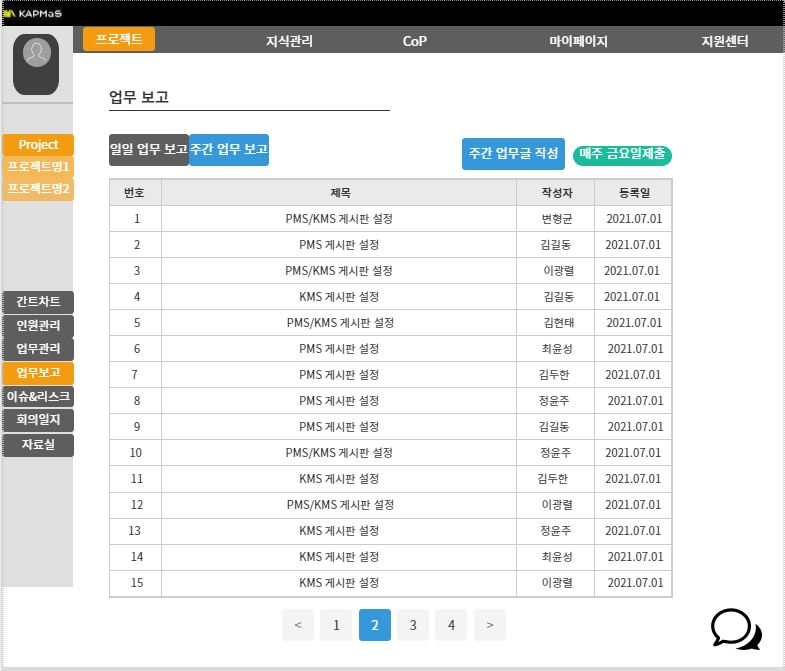 KAPMaS
프로젝트 지식관리 CoP 마이페이지 지원센터
업무 보고
Project
프로젝트명1
프로젝트명2
일일 업무 보고 주간 업무 보고 주간 업무글 작성 매주 금요일제출
번호 제목 작성자 등록일
1 PMS/KMS 게시판 설정 변형균 2021.07.01
2 PMS 게시판 설정 김길동 2021.07.01
3 PMS/KMS 게시판 설정 이광렬 2021.07.01
4 KMS 게시판 설정 김길동 2021.07.01
5 PMS/KMS 게시판 설정 김현태 2021.07.01
6 PMS 게시판 설정 최윤성 2021.07.01
7 PMS 게시판 설정 김두한 2021.07.01
8 PMS 게시판 설정 정윤주 2021.07.01
9 PMS 게시판 설정 김길동 2021.07.01
10 PMS/KMS 게시판 설정 정윤주 2021.07.01
11 KMS 게시판 설정 김두한 2021.07.01
12 PMS/KMS 게시판 설정 이광렬 2021.07.01
13 KMS 게시판 설정 정윤주 2021.07.01
14 KMS 게시판 설정 최윤성 2021.07.01
15 KMS 게시판 설정 이광렬 2021.07.01
간트차트
인원관리
업무관리
업무보고
이슈&리스크
회의일지
자료실
< 1 2 3 4 >